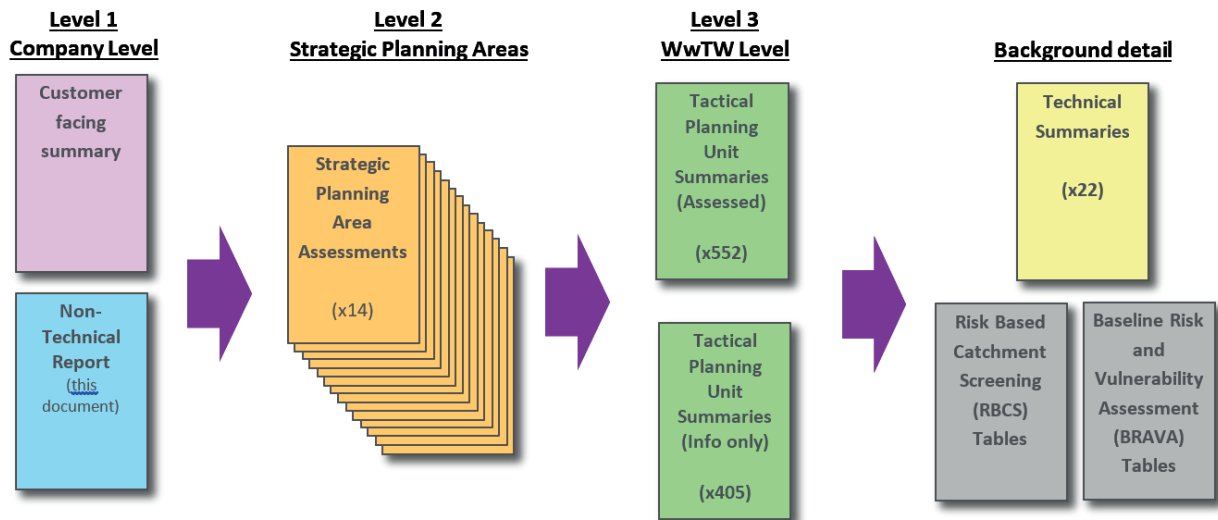 Level 1
Company Level
Customer
facing
summary
Non-
Technical
Report
(this
document)
Level 2
Strategic Planning Areas
Strategic
Planning
Area
Assessments
(x14)
Level 3
WwTW Level
Tactical
Planning
Unit
Summaries
(Assessed)
(x552)
Tactical
Planning
Unit
Summaries
(Info only)
(x405)
Background detail
Technical
Summaries
(x22)
Risk Based
Catchment
Screening
(RBCS)
Tables
Baseline Risk
and
Vulnerability
Assessment
(BRAVA)
Tables